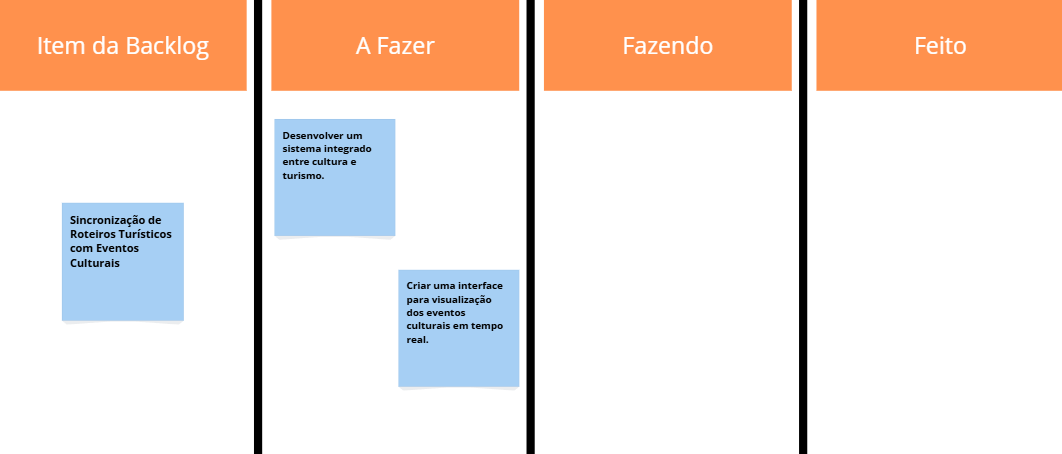 Item da Backlog
A Fazer
Fazendo
Feito
Sincronização de
Roteiros Turísticos
com Eventos
Culturais
Desenvolver um
sistema integrado
entre cultura e
turismo.
Criar uma interface
para visualização
dos eventos
culturais em tempo
real.